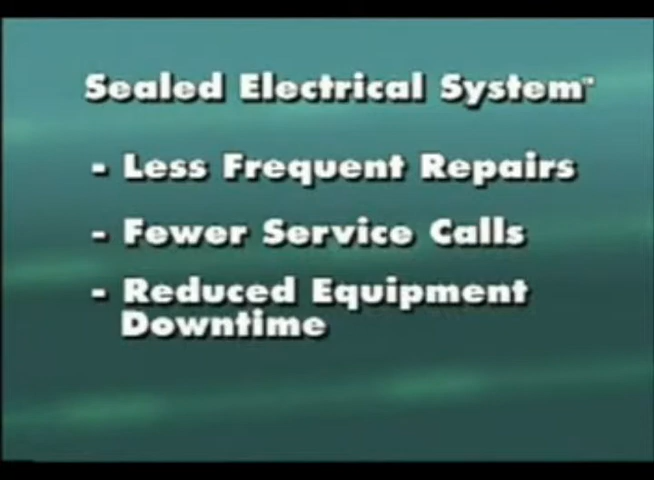 Sealed Electrical System™
- Less Frequent Repairs
- Fewer Service Calls
- Reduced Equipment
Downtime